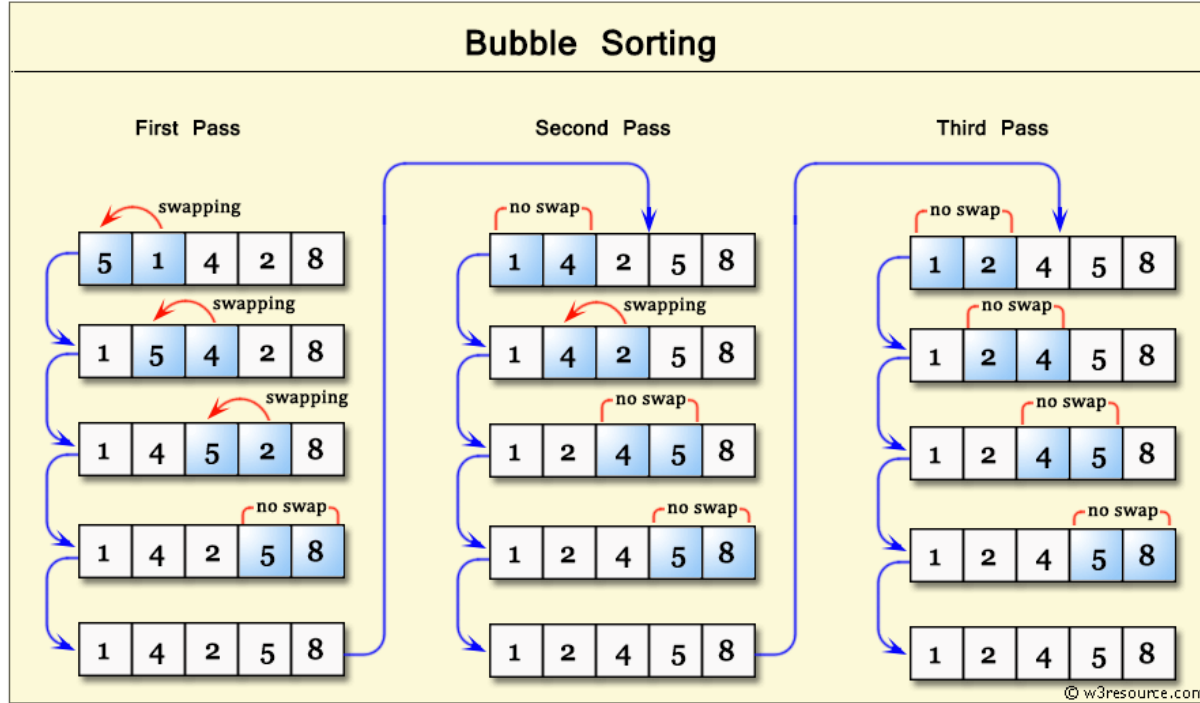 Bubble Sorting
First Pass
swapping
5 1 4 2 8
swapping
1 5 4 2 8
swapping
1 4 5 2 8
no swap
1 4 2 5 8
1 4 2 5 8
Second Pass
no swap
1 4 2 5 8
swapping
1 4 2 5 8
no swap
1 2 4 5 8
no swap
1 2 4 5 8
1 2 4 5 8
Third Pass
no swap
1 2 4 5 8
no swap
1 2 4 5 8
no swap
1 2 4 5 8
no swap
1 2 4 5 8
1 2 4 5 8
© w3resource.com